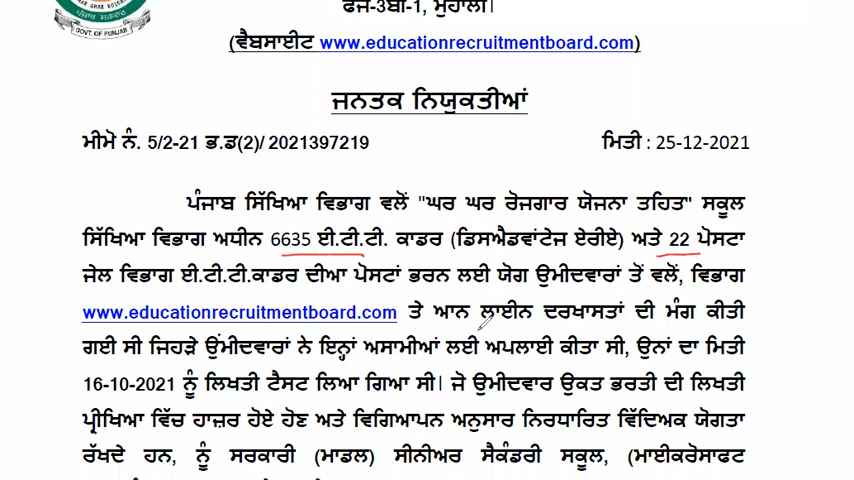 GOVT. OF PUNJAB
ਫੇਜ਼-3ਬੀ-1, ਮੁਹਾਲੀ।
(ਵੈਬਸਾਈਟ www.educationrecruitmentboard.com)
ਜਨਤਕ ਨਿਯੁਕਤੀਆਂ
ਮੀਮੋ ਨੰ. 5/2-21 ਭ.ਡ(2)/ 2021397219 ਮਿਤੀ : 25-12-2021
ਪੰਜਾਬ ਸਿੱਖਿਆ ਵਿਭਾਗ ਵਲੋਂ "ਘਰ ਘਰ ਰੋਜਗਾਰ ਯੋਜਨਾ ਤਹਿਤ" ਸਕੂਲ
ਸਿੱਖਿਆ ਵਿਭਾਗ ਅਧੀਨ 6635 ਈ.ਟੀ.ਟੀ. ਕਾਡਰ (ਡਿਸਐਡਵਾਂਟੇਜ ਏਰੀਏ) ਅਤੇ 22 ਪੋਸਟਾ
ਜੇਲ ਵਿਭਾਗ ਈ.ਟੀ.ਟੀ.ਕਾਡਰ ਦੀਆ ਪੋਸਟਾਂ ਭਰਨ ਲਈ ਯੋਗ ਉਮੀਦਵਾਰਾਂ ਤੋਂ ਵਲੋਂ, ਵਿਭਾਗ
www.educationrecruitmentboard.com ਤੇ ਆਨ ਲਾਈਨ ਦਰਖਾਸਤਾਂ ਦੀ ਮੰਗ ਕੀਤੀ
ਗਈ ਸੀ ਜਿਹੜੇ ਉਂਮੀਦਵਾਰਾਂ ਨੇ ਇਨ੍ਹਾਂ ਅਸਾਮੀਆਂ ਲਈ ਅਪਲਾਈ ਕੀਤਾ ਸੀ, ਉਨਾਂ ਦਾ ਮਿਤੀ
16-10-2021 ਨੂੰ ਲਿਖਤੀ ਟੈਸਟ ਲਿਆ ਗਿਆ ਸੀ। ਜੋ ਉਮੀਦਵਾਰ ਉਕਤ ਭਰਤੀ ਦੀ ਲਿਖਤੀ
ਪ੍ਰੀਖਿਆ ਵਿੱਚ ਹਾਜ਼ਰ ਹੋਏ ਹੋਣ ਅਤੇ ਵਿਗਿਆਪਨ ਅਨੁਸਾਰ ਨਿਰਧਾਰਿਤ ਵਿੱਦਿਅਕ ਯੋਗਤਾ
ਰੱਖਦੇ ਹਨ, ਨੂੰ ਸਰਕਾਰੀ (ਮਾਡਲ) ਸੀਨੀਅਰ ਸੈਕੰਡਰੀ ਸਕੂਲ, (ਮਾਈਕਰੋਸਾਫਟ